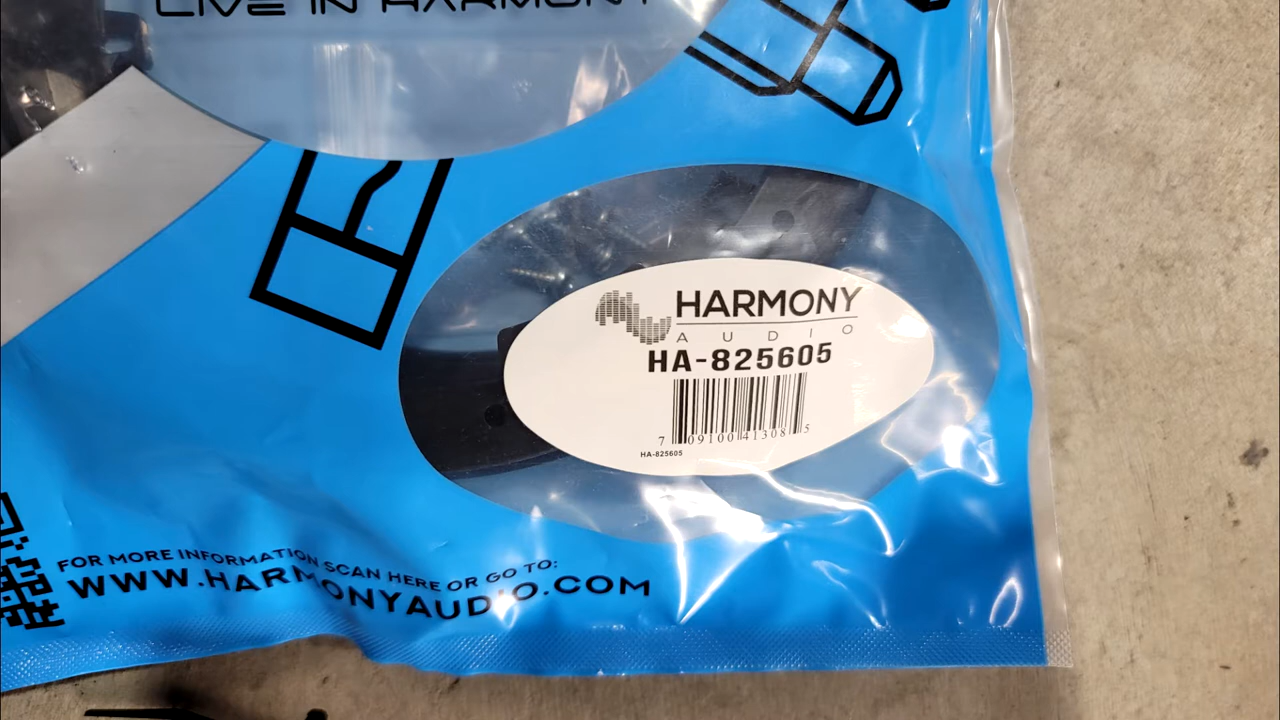 LIVE IN HARMONY
HARMONY
AUDIO
HA-825605
7 09100 41308 5
HA-825605
FOR MORE INFORMATION SCAN HERE OR GO TO:
WWW.HARMONYAUDIO.COM